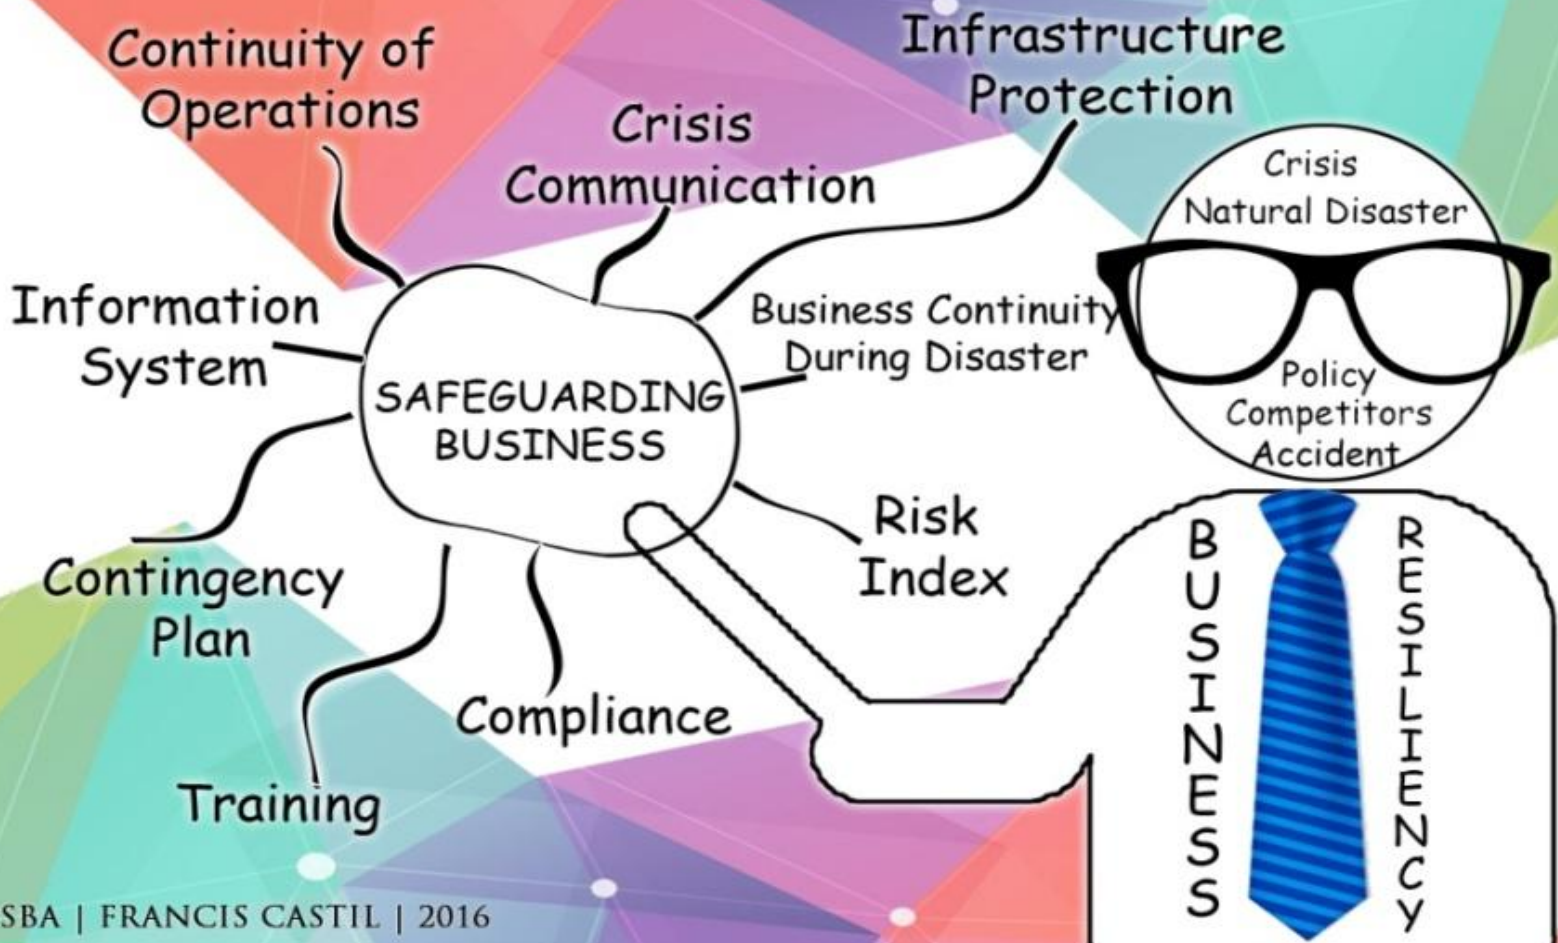 Continuity of
Operations
Crisis
Communication
Infrastructure
Protection
Information
System
SAFEGUARDING
BUSINESS
Business Continuity
During Disaster
Contingency
Plan
Risk
Index
Training
Compliance
Crisis
Natural Disaster
Policy
Competitors
Accident
BUSINESS
RESILIENCY
SBA | FRANCIS CASTIL | 2016